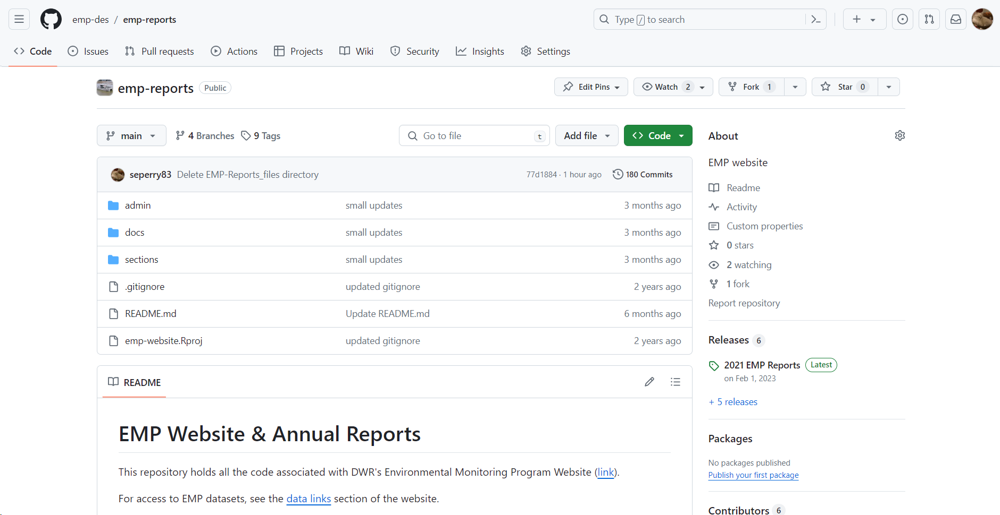 emp-des / emp-reports
Type / to search
Code Issues Pull requests Actions Projects Wiki Security Insights Settings
emp-reports Public
Edit Pins Watch 2 Fork 1 Star 0
main 4 Branches 9 Tags Go to file t Add file Code
seperry83 Delete EMP-Reports_files directory 77d1884 · 1 hour ago 180 Commits
admin small updates 3 months ago
docs small updates 3 months ago
sections small updates 3 months ago
.gitignore updated gitignore 2 years ago
README.md Update README.md 6 months ago
emp-website.Rproj updated gitignore 2 years ago
README
EMP Website & Annual Reports
This repository holds all the code associated with DWR's Environmental Monitoring Program Website (link).
For access to EMP datasets, see the data links section of the website.
About
EMP website
Readme
Activity
Custom properties
0 stars
2 watching
1 fork
Report repository
Releases 6
2021 EMP Reports Latest
on Feb 1, 2023
+ 5 releases
Packages
No packages published
Publish your first package
Contributors 6